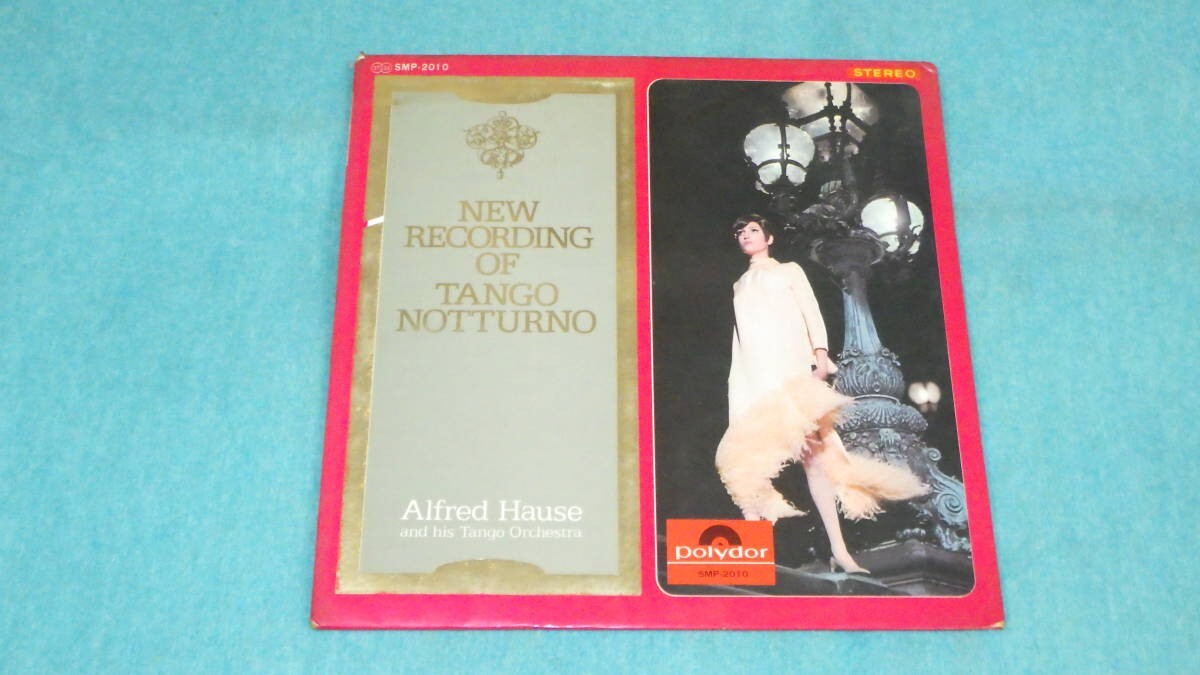 SMP-2010
STEREO
NEW
RECORDING
OF
TANGO
NOTTURNO
Alfred Hause
and his Tango Orchestra
polydor
SMP-2010